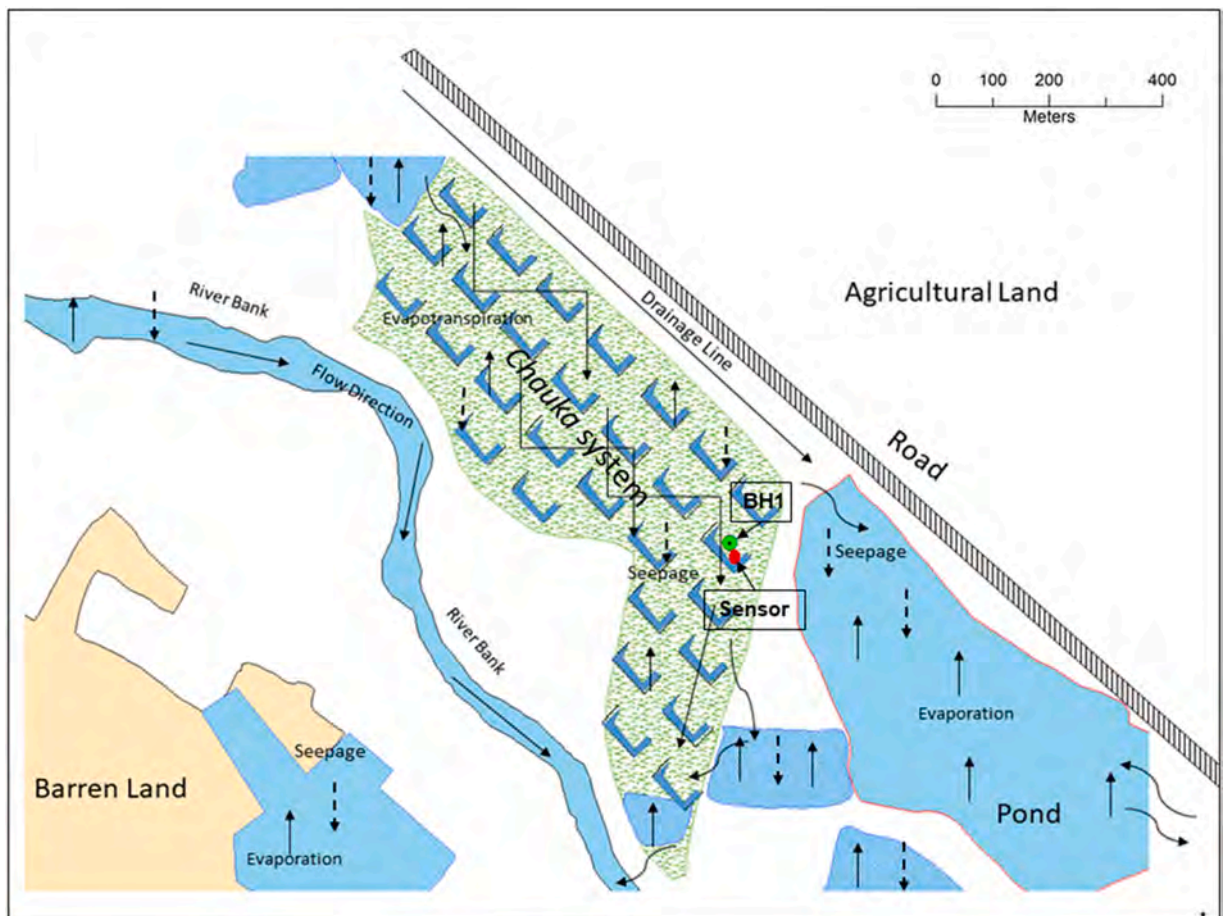 0 100 200 400
Meters
Agricultural Land
River Bank
Drainage Line
Evapotranspiration
Flow Direction
Chauka system
Road
BH1
Seepage
Seepage
Sensor
River Bank
Evaporation
Seepage
Barren Land
Pond
Evaporation